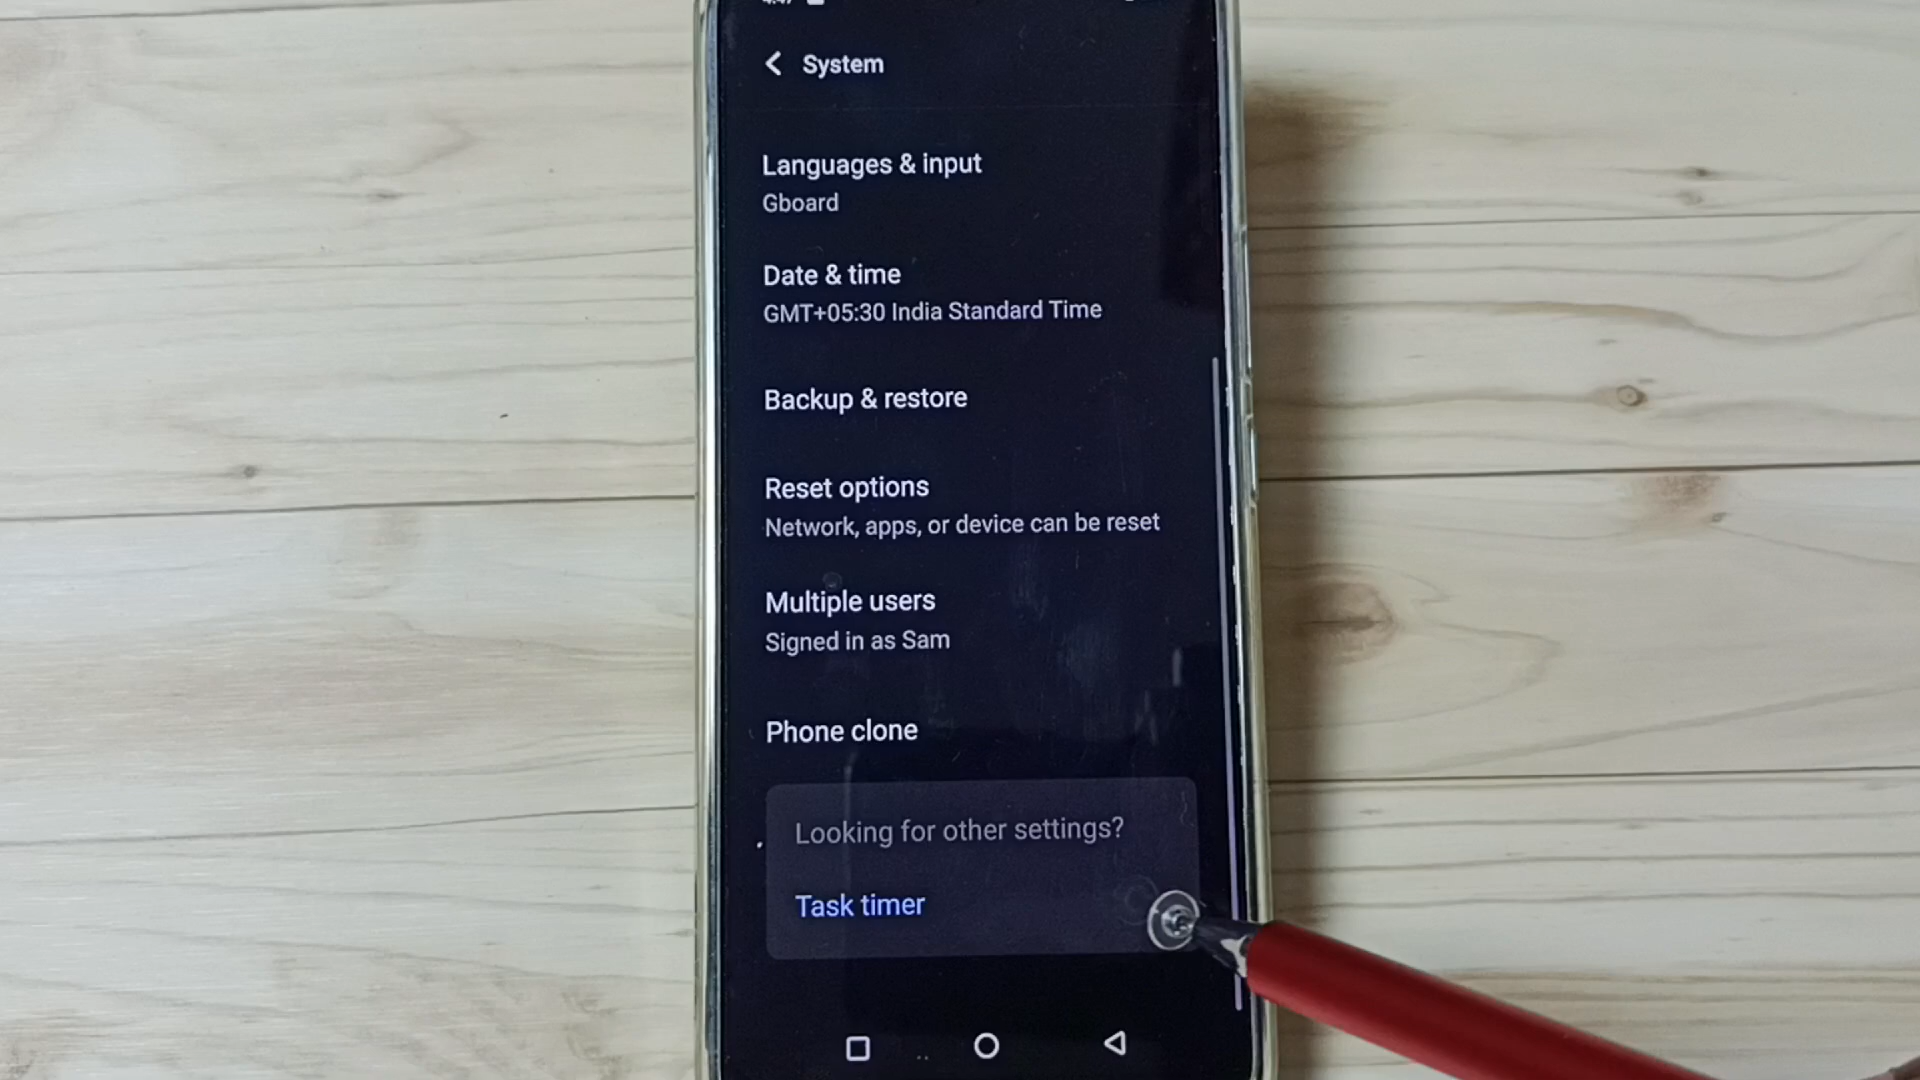 System
Languages & input
Gboard
Date & time
GMT+05:30 India Standard Time
Backup & restore
Reset options
Network, apps, or device can be reset
Multiple users
Signed in as Sam
Phone clone
Looking for other settings?
Task timer